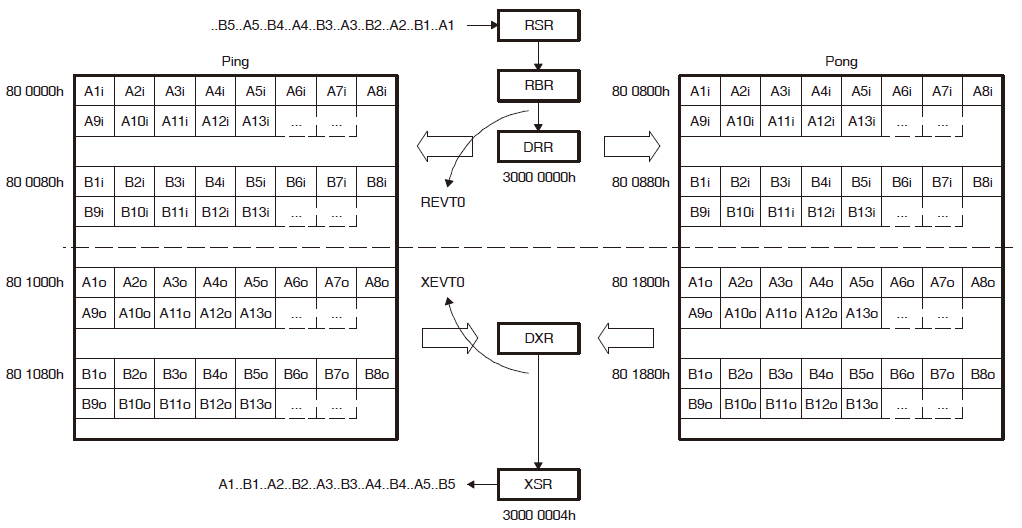 ..B5..A5..B4..A4..B3..A3..B2..A2..B1..A1 RSR
Ping Pong
RBR
80 0000h A1i A2i A3i A4i A5i A6i A7i A8i 80 0800h A1i A2i A3i A4i A5i A6i A7i A8i
A9i A10i A11i A12i A13i ... ... A9i A10i A11i A12i A13i ... ...
DRR
3000 0000h
80 0080h B1i B2i B3i B4i B5i B6i B7i B8i 80 0880h B1i B2i B3i B4i B5i B6i B7i B8i
REVT0
B9i B10i B11i B12i B13i ... ... B9i B10i B11i B12i B13i ... ...
80 1000h A1o A2o A3o A4o A5o A6o A7o A8o XEVT0 80 1800h A1o A2o A3o A4o A5o A6o A7o A8o
A9o A10o A11o A12o A13o ... ... A9o A10o A11o A12o A13o ... ...
DXR
80 1080h B1o B2o B3o B4o B5o B6o B7o B8o 80 1880h B1o B2o B3o B4o B5o B6o B7o B8o
B9o B10o B11o B12o B13o ... ... B9o B10o B11o B12o B13o ... ...
A1..B1..A2..B2..A3..B3..A4..B4..A5..B5 XSR
3000 0004h